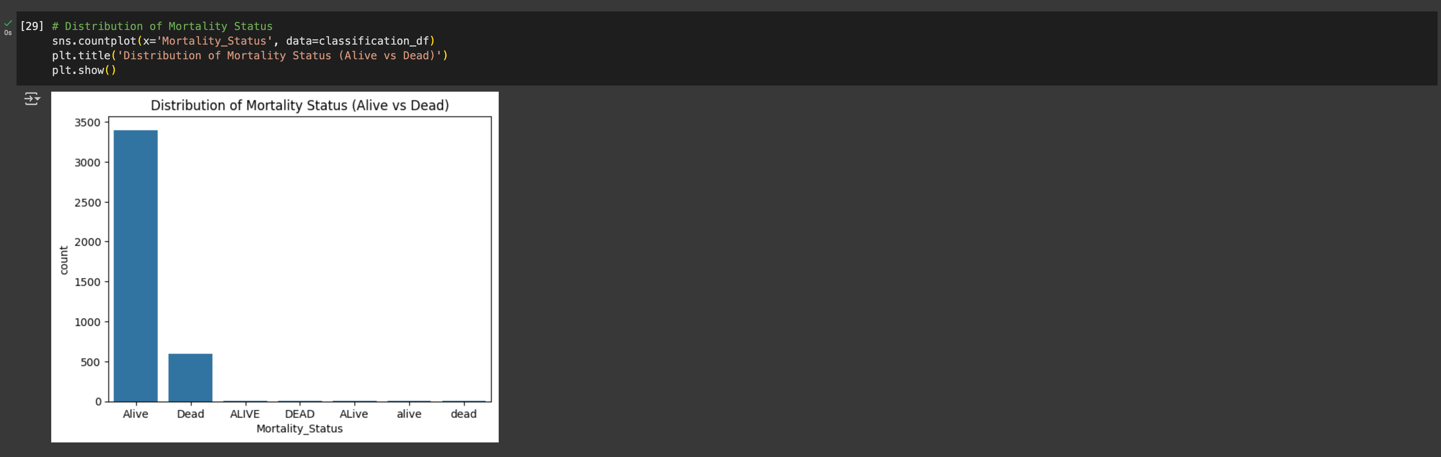 [29] # Distribution of Mortality Status
0s
sns.countplot(x='Mortality_Status', data=classification_df)
plt.title('Distribution of Mortality Status (Alive vs Dead)')
plt.show()
Distribution of Mortality Status (Alive vs Dead)
3500
3000
2500
2000
1500
1000
500
0
count
Alive Dead ALIVE DEAD ALive alive dead
Mortality_Status